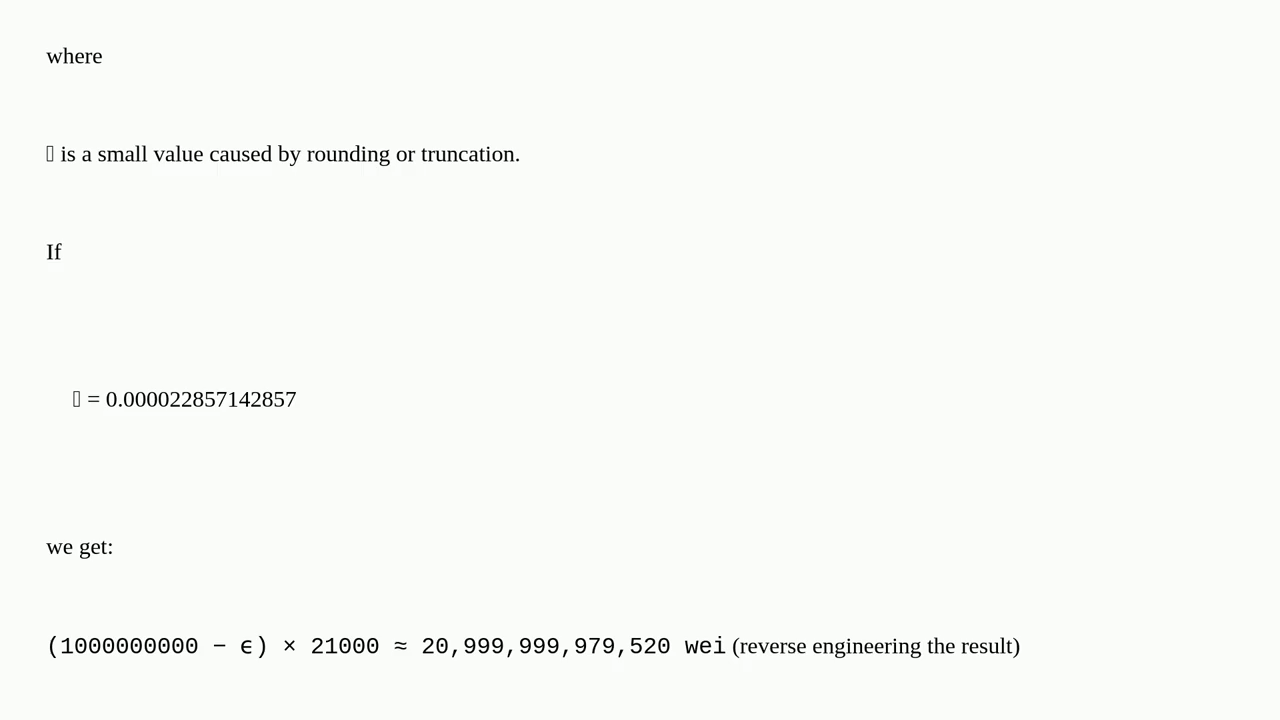 where
is a small value caused by rounding or truncation.
If
= 0.000022857142857
we get:
(1000000000 − ϵ) × 21000 ≈ 20,999,999,979,520 wei (reverse engineering the result)